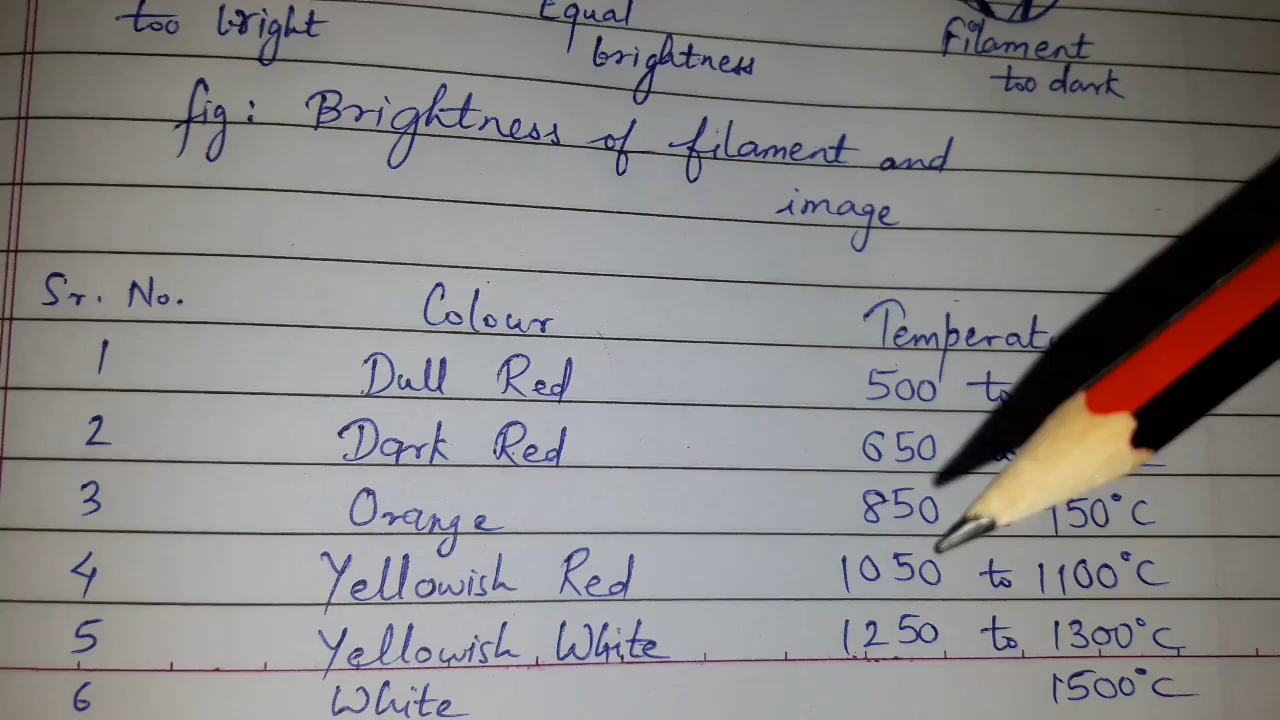 too bright Equal Filament
brightness too dark
fig: Brightness of filament and
image
Sr. No. Colour
1 Dull Red 500 to
2 Dark Red 650
3 Orange 850 150°C
4 Yellowish Red 1050 to 1100°C
5 Yellowish White 1250 to 1300°C
6 White 1500°C